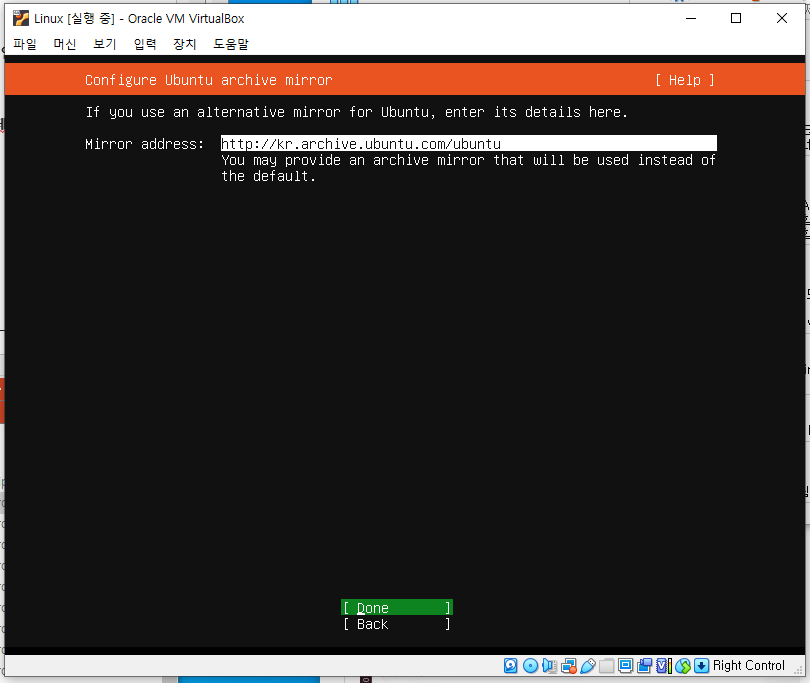 Linux [실행 중] - Oracle VM VirtualBox
파일 머신 보기 입력 장치 도움말
Configure Ubuntu archive mirror [ Help ]
If you use an alternative mirror for Ubuntu, enter its details here.
Mirror address: http://kr.archive.ubuntu.com/ubuntu
You may provide an archive mirror that will be used instead of
the default.
[ Done ]
[ Back ]
Right Control